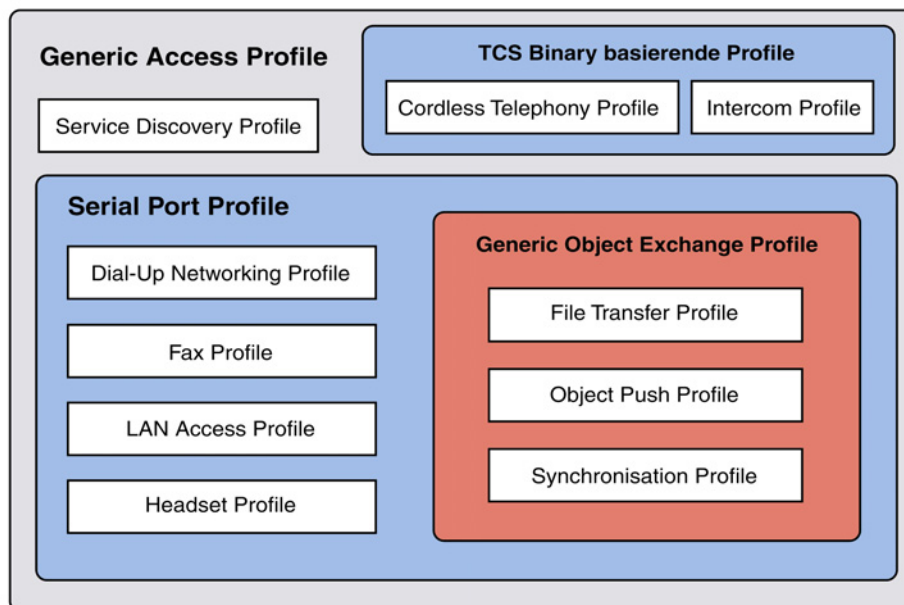 Generic Access Profile
Service Discovery Profile
TCS Binary basierende Profile
Cordless Telephony Profile
Intercom Profile
Serial Port Profile
Dial-Up Networking Profile
Fax Profile
LAN Access Profile
Headset Profile
Generic Object Exchange Profile
File Transfer Profile
Object Push Profile
Synchronisation Profile